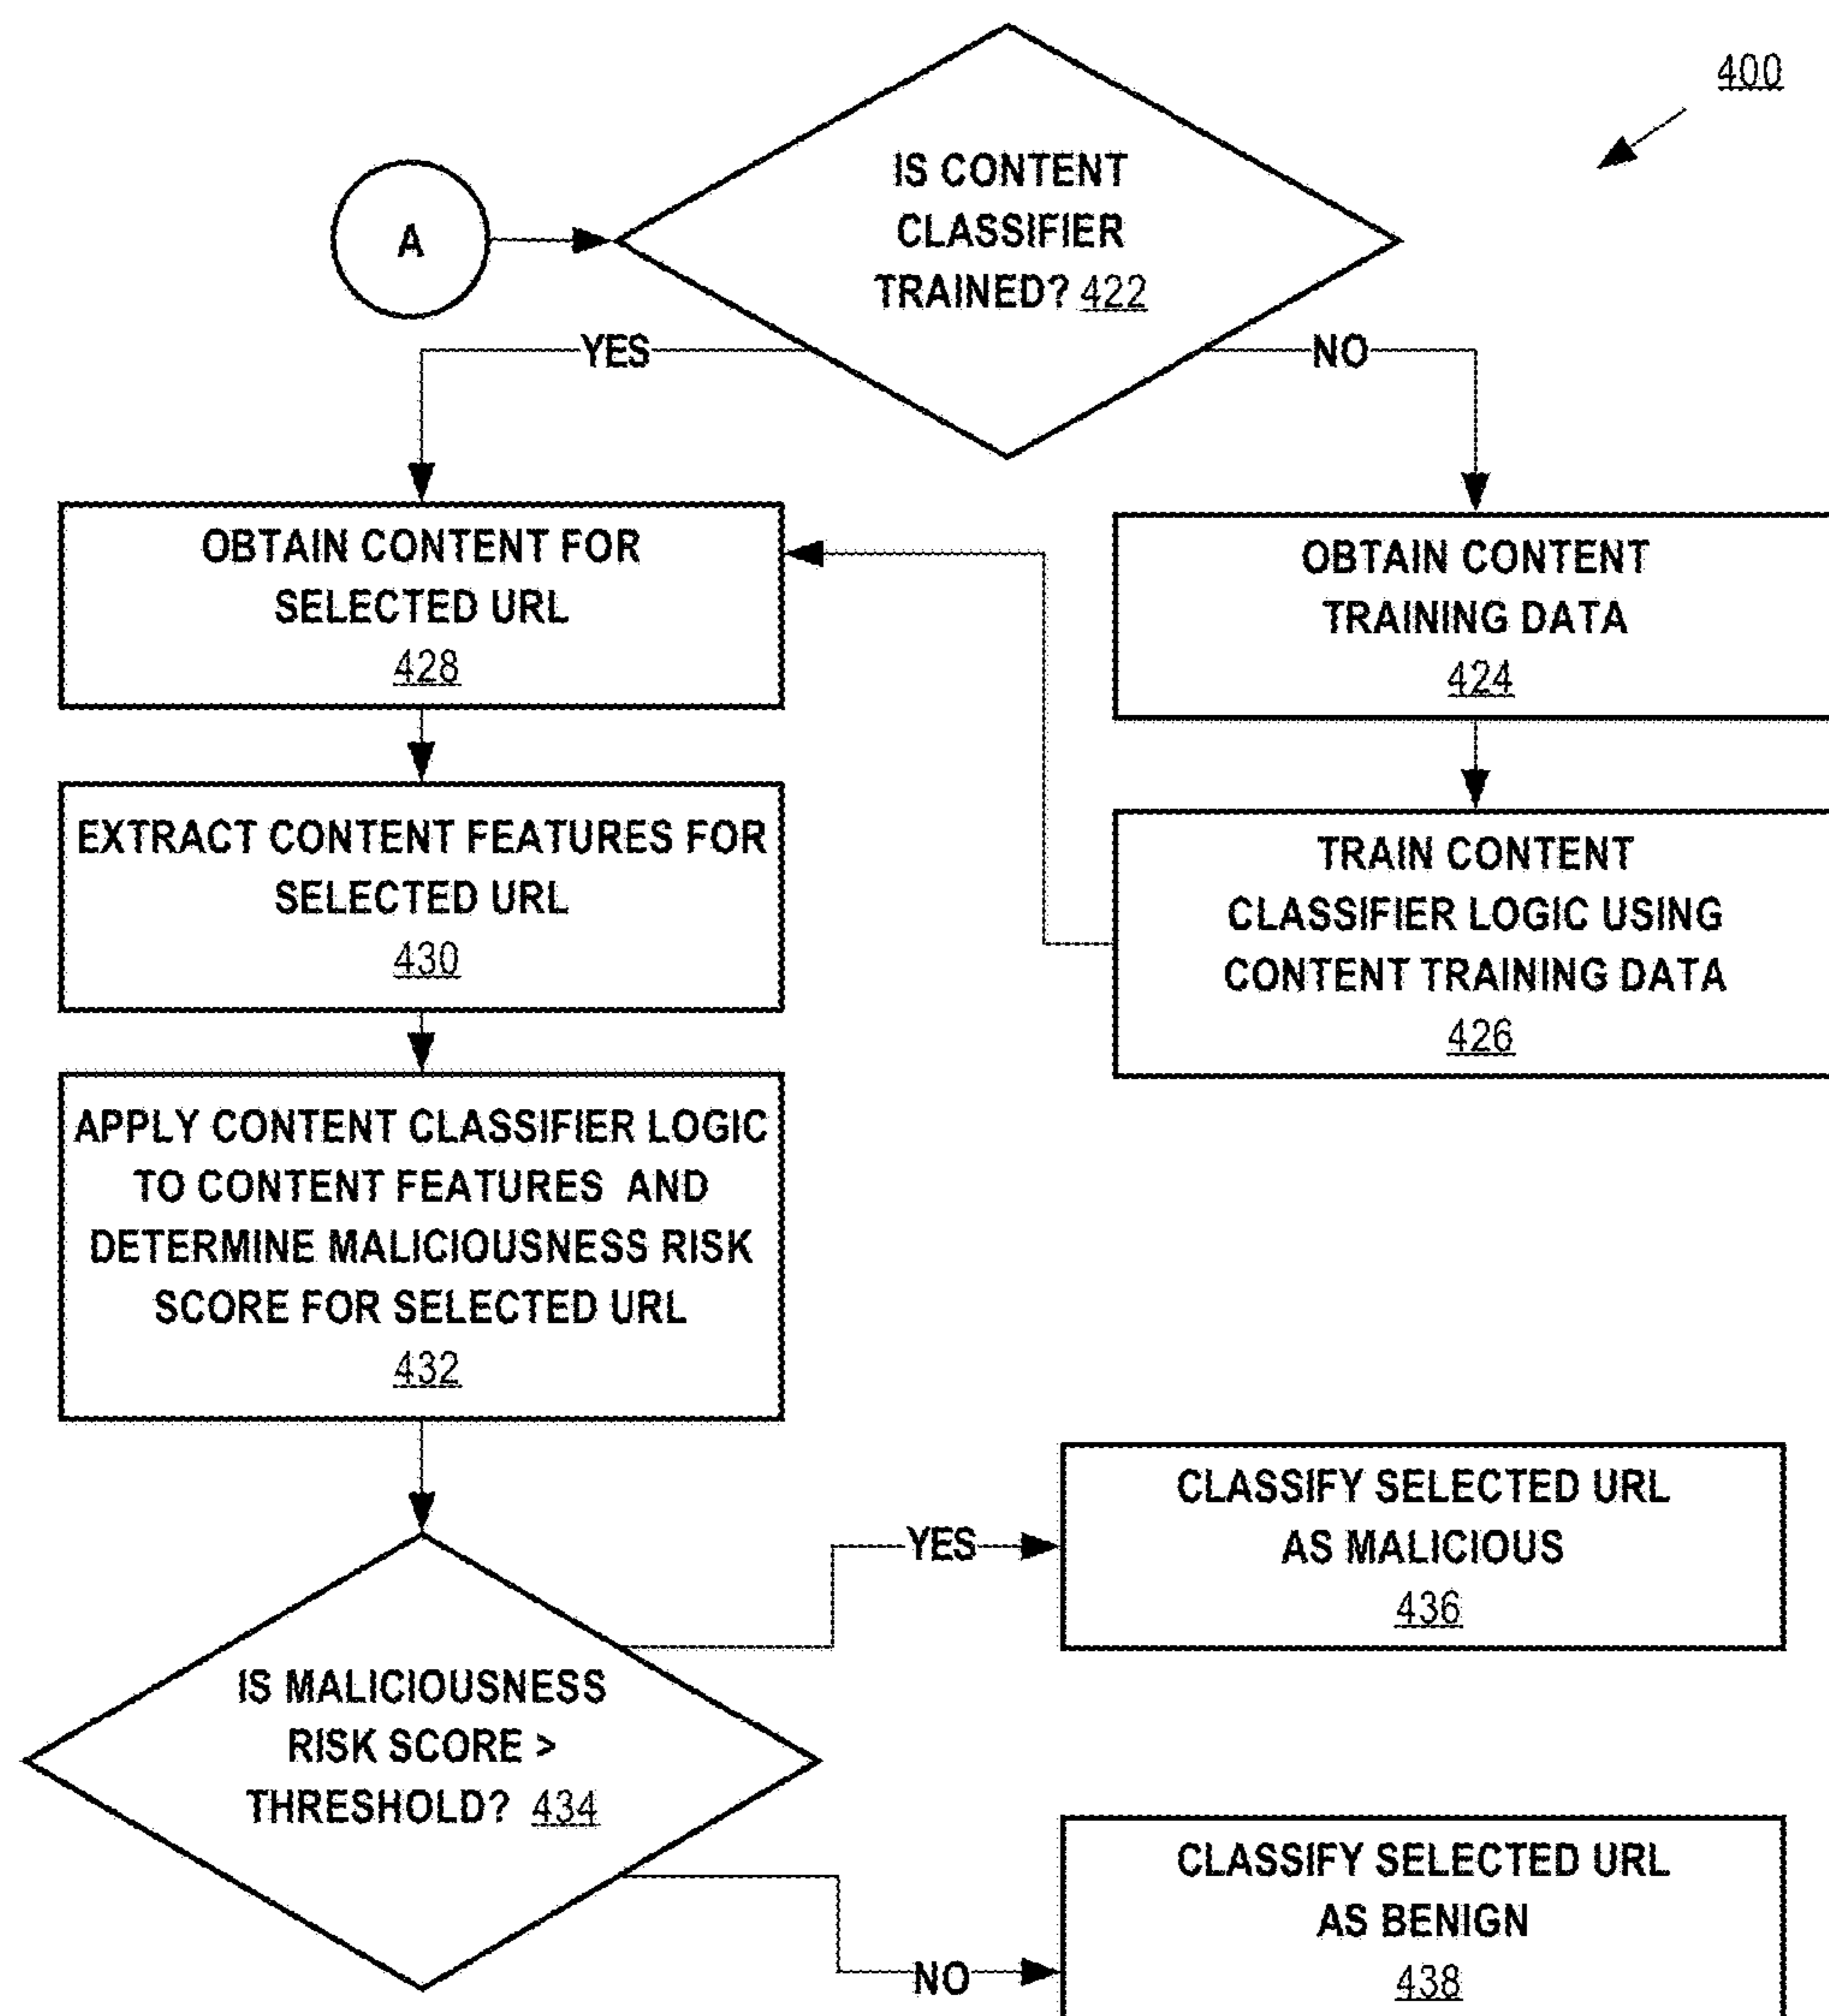 400
A
IS CONTENT
CLASSIFIER
TRAINED? 422
YES
NO
OBTAIN CONTENT FOR
SELECTED URL
428
OBTAIN CONTENT
TRAINING DATA
424
EXTRACT CONTENT FEATURES FOR
SELECTED URL
430
TRAIN CONTENT
CLASSIFIER LOGIC USING
CONTENT TRAINING DATA
426
APPLY CONTENT CLASSIFIER LOGIC
TO CONTENT FEATURES AND
DETERMINE MALICIOUSNESS RISK
SCORE FOR SELECTED URL
432
IS MALICIOUSNESS
RISK SCORE >
THRESHOLD? 434
YES
CLASSIFY SELECTED URL
AS MALICIOUS
436
NO
CLASSIFY SELECTED URL
AS BENIGN
438